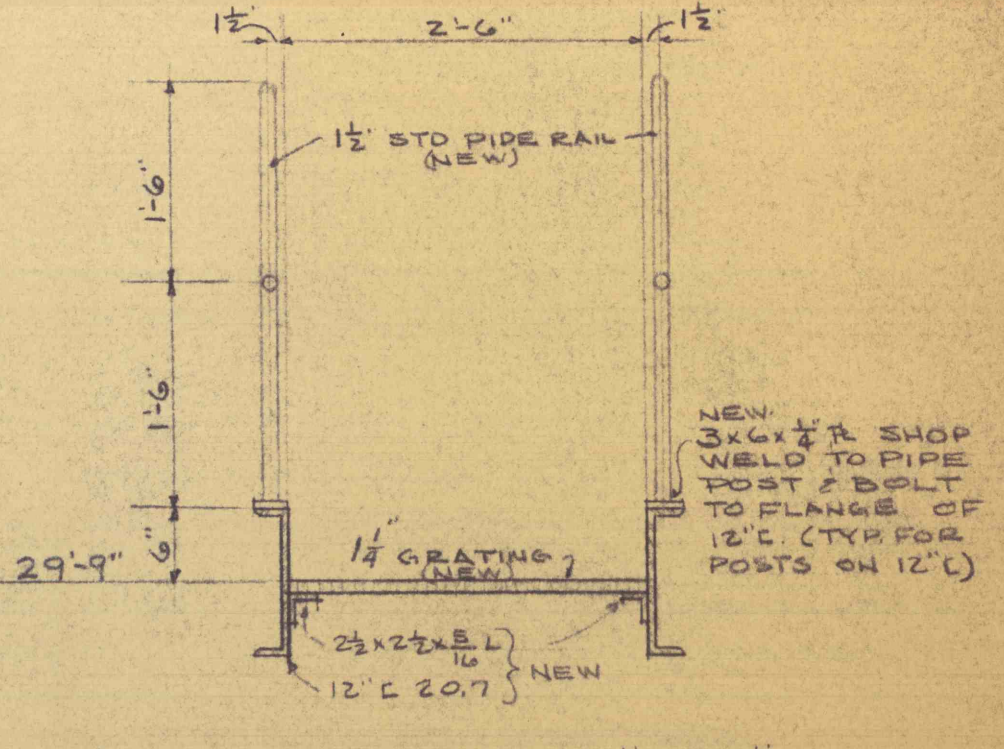 1½" 2'-6" 1½"
1½" STD PIPE RAIL
(NEW)
1'-6"
1'-6"
6"
29'-9"
1¼" GRATING
(NEW)
NEW
3x6x¼" PL SHOP
WELD TO PIPE
POST & BOLT
TO FLANGE OF
12"[. (TYP. FOR
POSTS ON 12"[)
2½x2½x5/16 L
12"[ 20.7
NEW